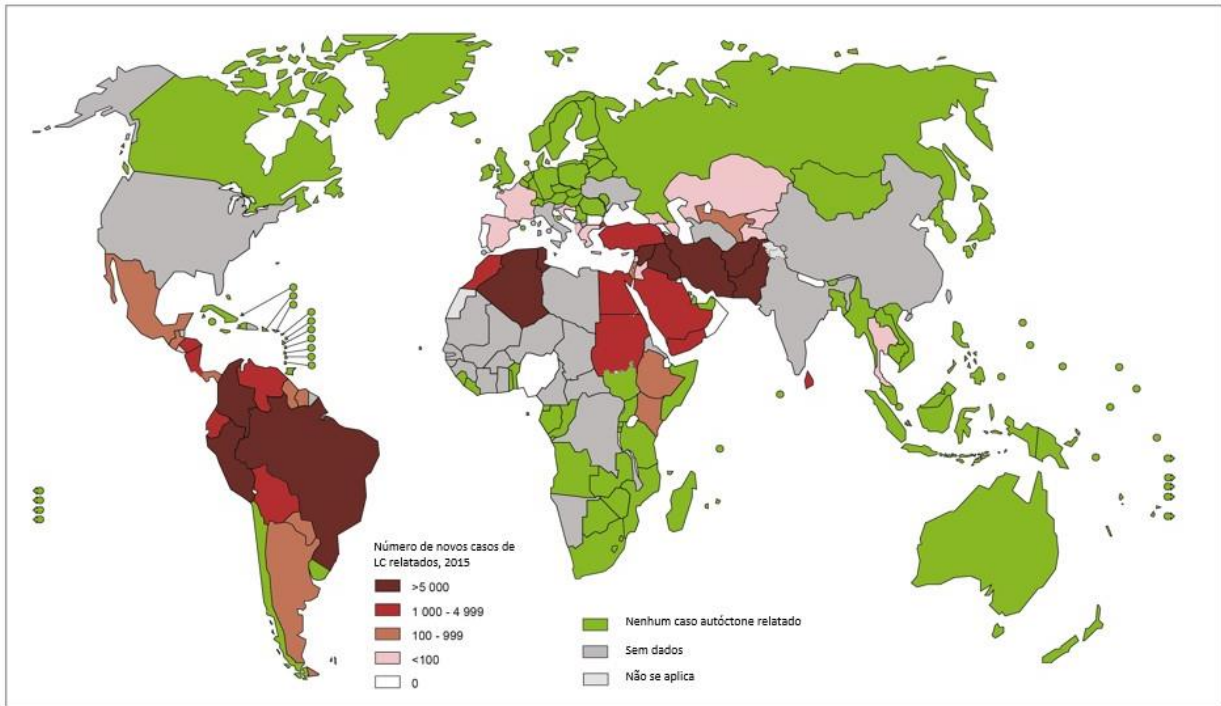 Número de novos casos de
LC relatados, 2015
>5 000
1 000 - 4 999
100 - 999
<100
0
Nenhum caso autóctone relatado
Sem dados
Não se aplica